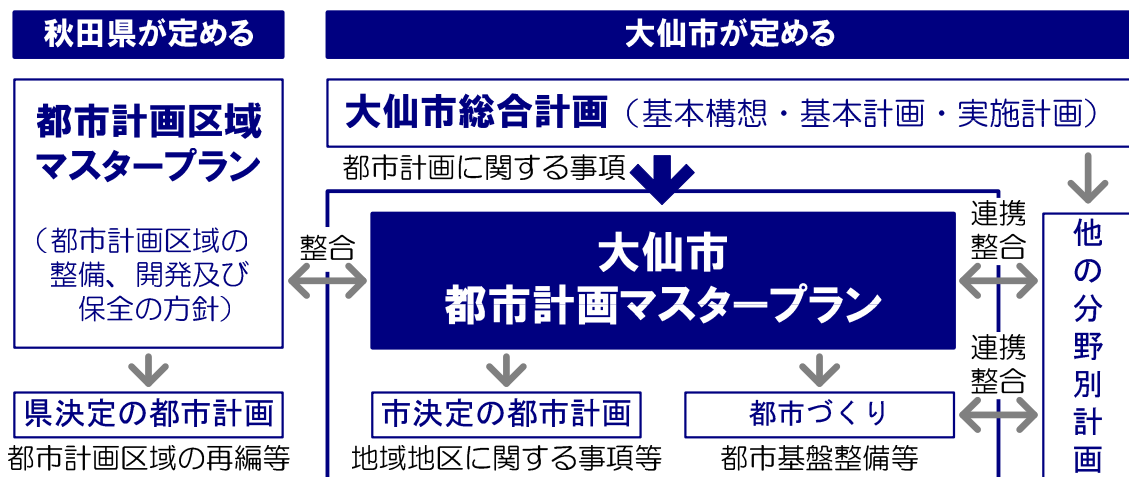 秋田県が定める
大仙市が定める
都市計画区域
マスタープラン
（都市計画区域の
整備、開発及び
保全の方針）
県決定の都市計画
都市計画区域の再編等
大仙市総合計画（基本構想・基本計画・実施計画）
都市計画に関する事項
整合
大仙市
都市計画マスタープラン
連携
整合
連携
整合
市決定の都市計画
地域地区に関する事項等
都市づくり
都市基盤整備等
他の分野別計画